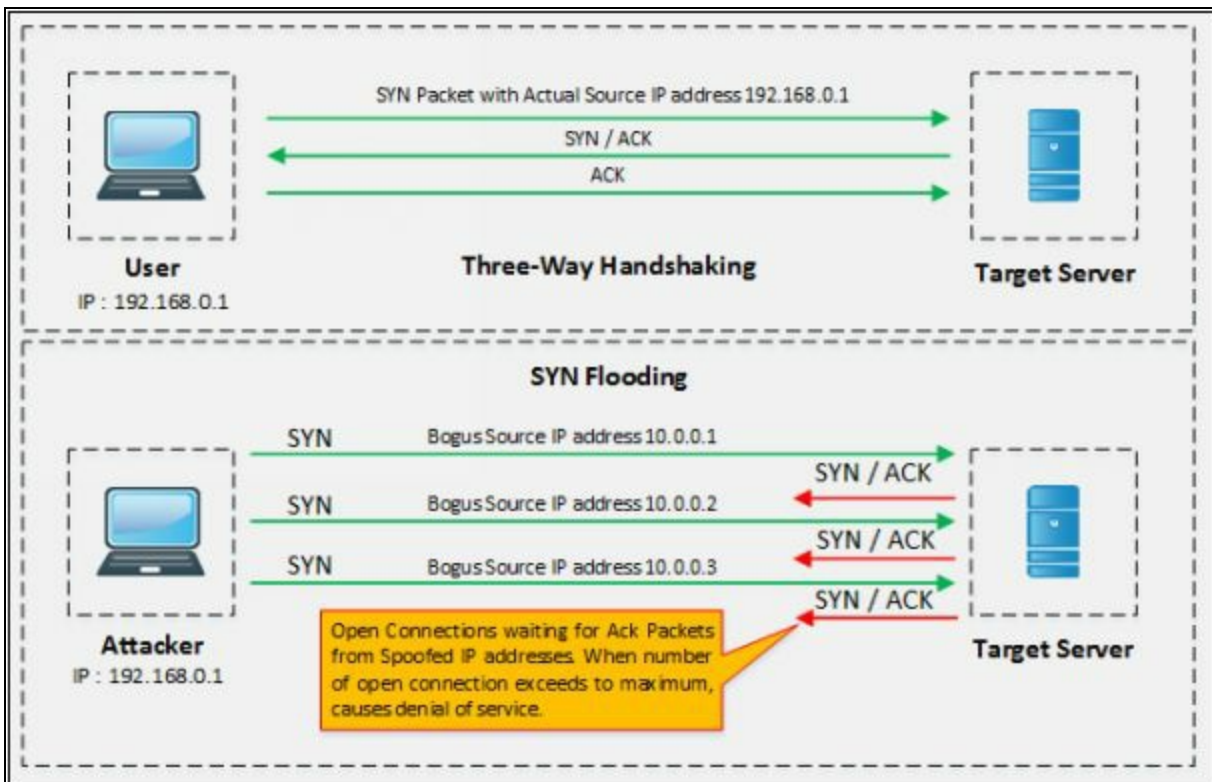 SYN Packet with Actual Source IP address 192.168.0.1
SYN / ACK
ACK
User
IP : 192.168.0.1
Three-Way Handshaking
Target Server
SYN Flooding
SYN Bogus Source IP address 10.0.0.1
SYN / ACK
SYN Bogus Source IP address 10.0.0.2
SYN / ACK
SYN Bogus Source IP address 10.0.0.3
SYN / ACK
Attacker
IP : 192.168.0.1
Open Connections waiting for Ack Packets
from Spoofed IP addresses. When number
of open connection exceeds to maximum,
causes denial of service.
Target Server